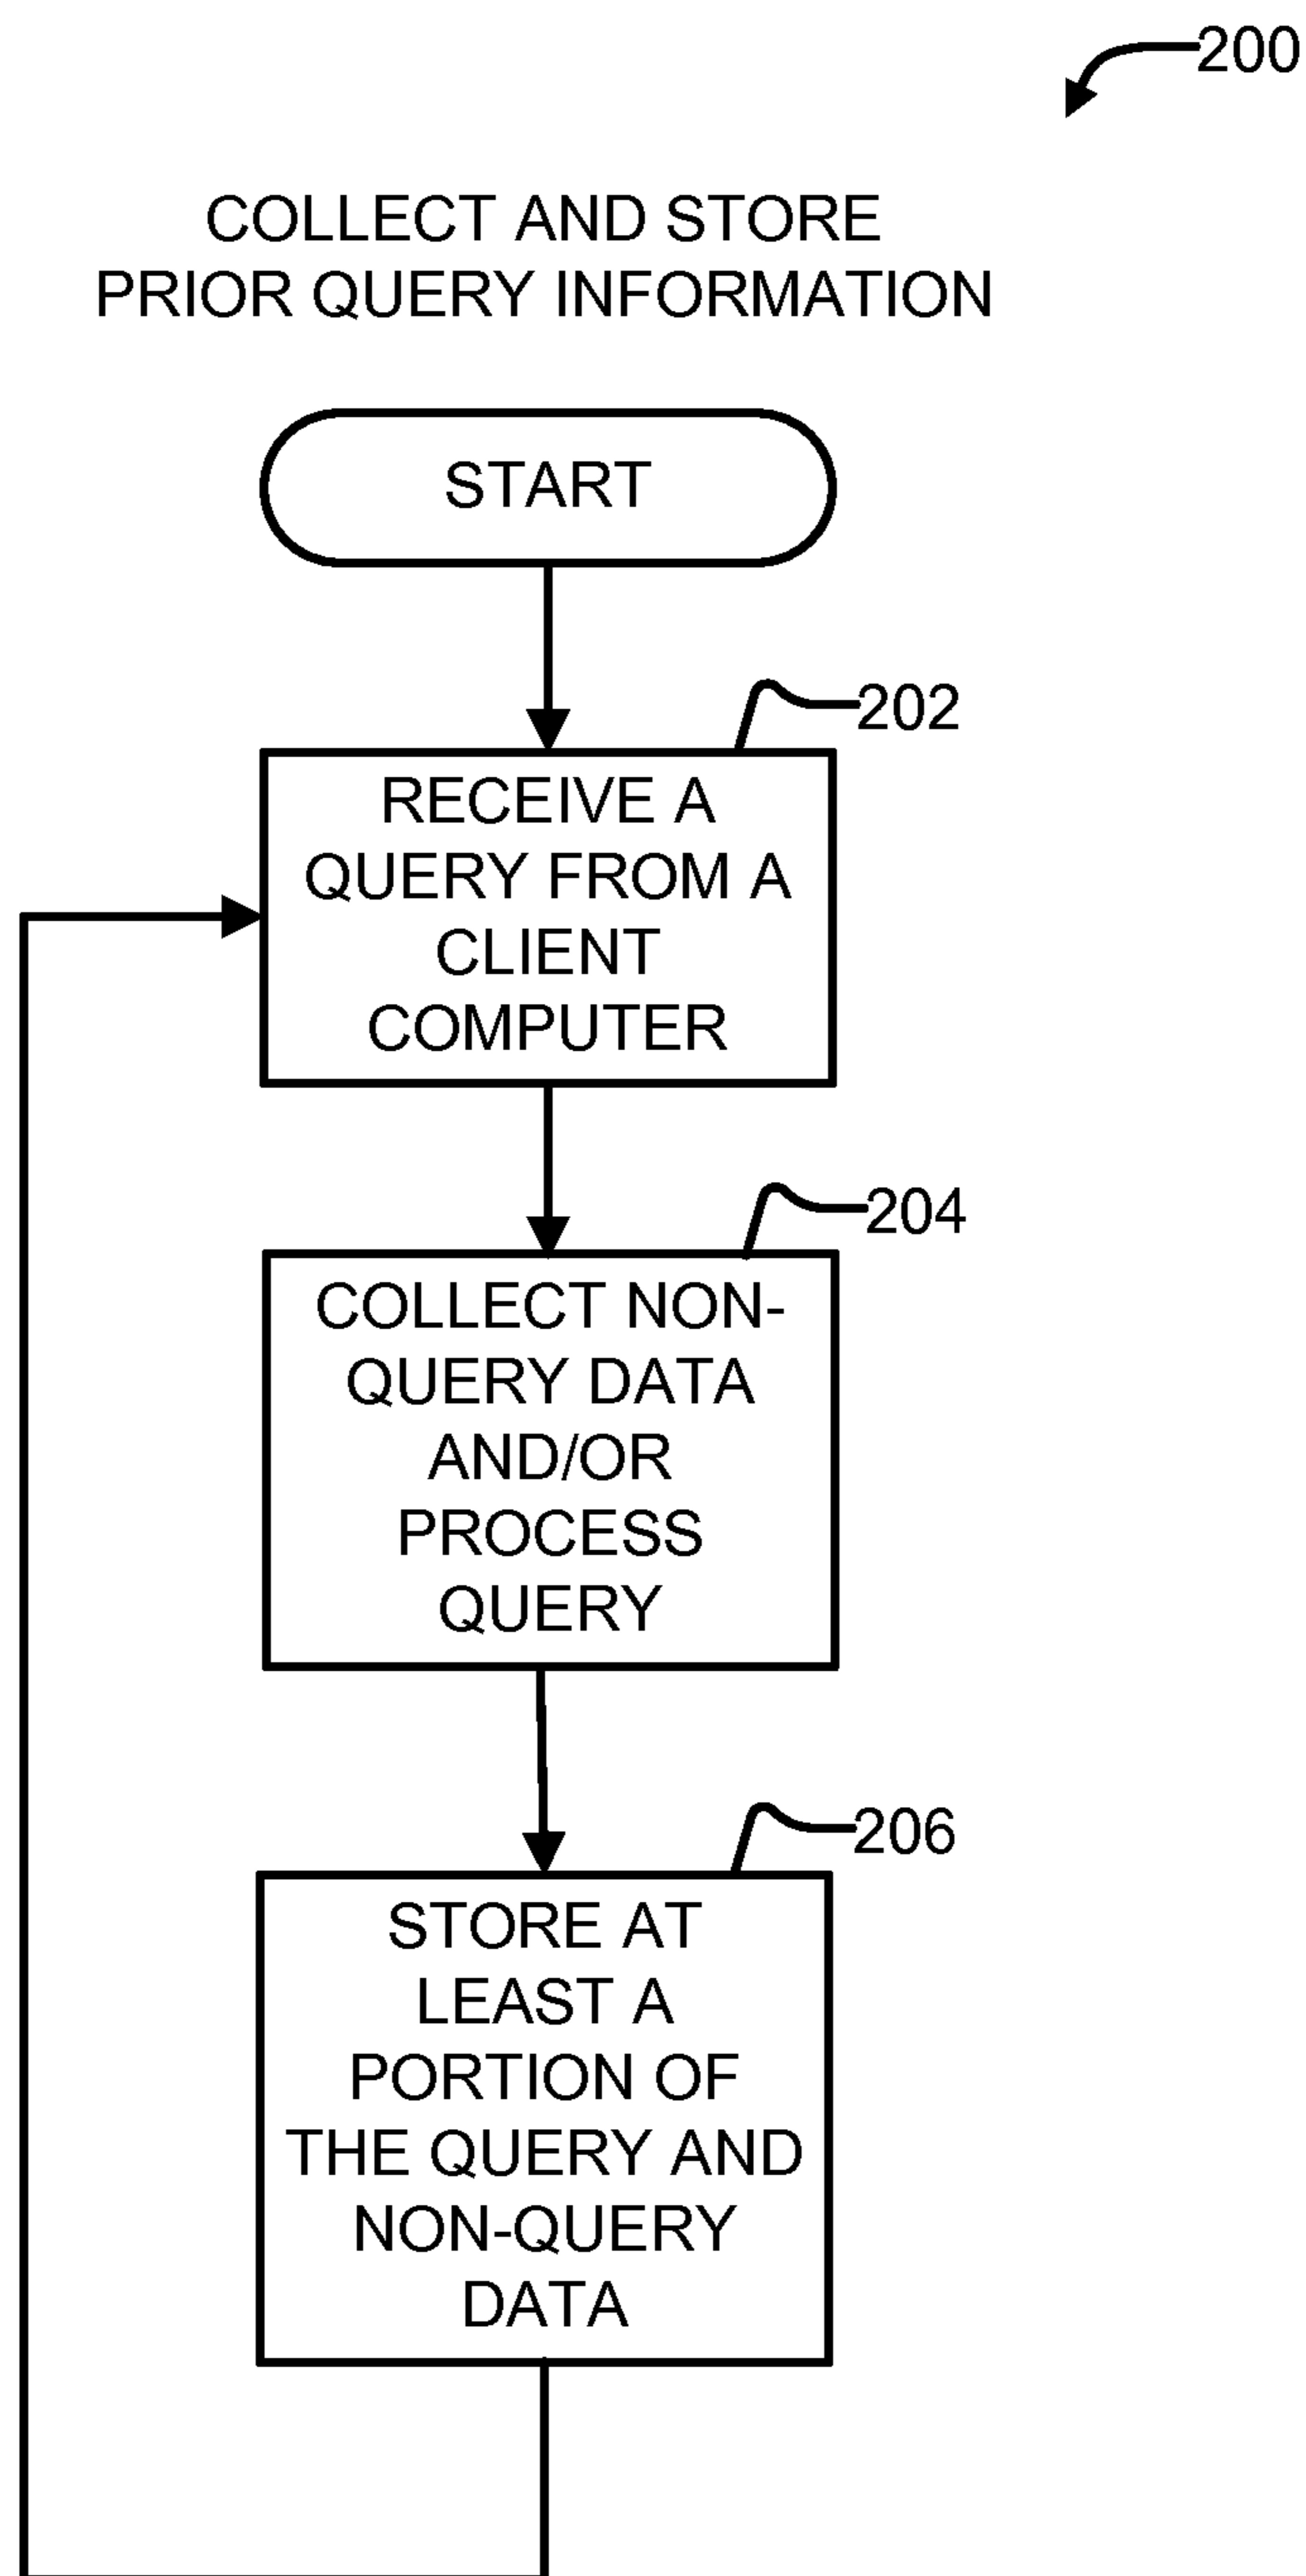 200
COLLECT AND STORE
PRIOR QUERY INFORMATION
START
202
RECEIVE A
QUERY FROM A
CLIENT
COMPUTER
204
COLLECT NON-
QUERY DATA
AND/OR
PROCESS
QUERY
206
STORE AT
LEAST A
PORTION OF
THE QUERY AND
NON-QUERY
DATA